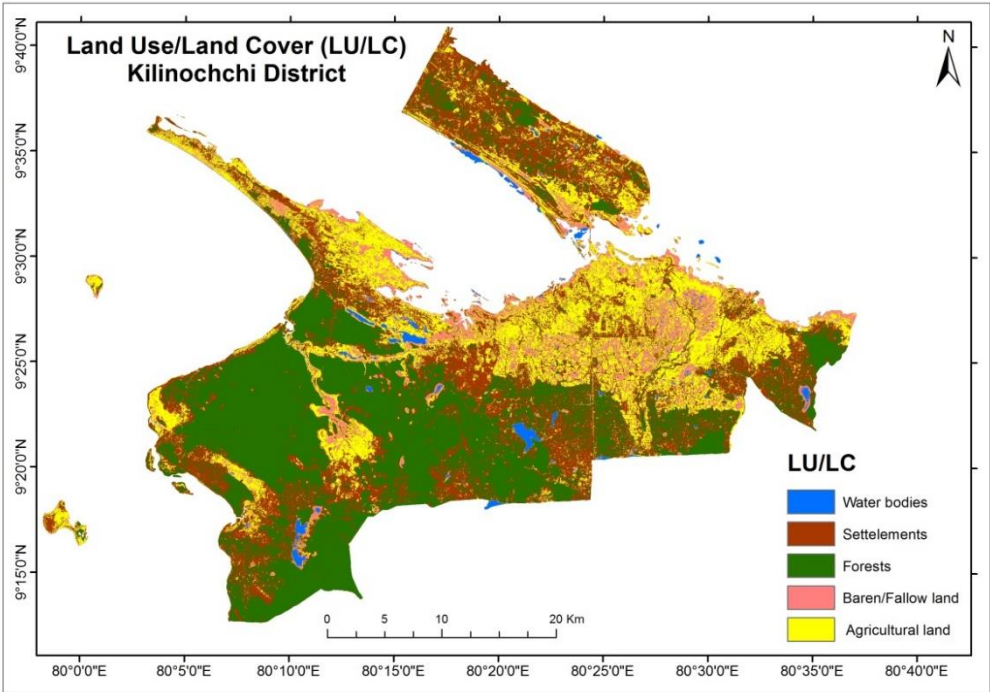 Land Use/Land Cover (LU/LC)
Kilinochchi District
N
9°40'0"N
9°35'0"N
9°30'0"N
9°25'0"N
9°20'0"N
9°15'0"N
LU/LC
Water bodies
Settelements
Forests
Baren/Fallow land
Agricultural land
0 5 10 20 Km
80°0'0"E 80°5'0"E 80°10'0"E 80°15'0"E 80°20'0"E 80°25'0"E 80°30'0"E 80°35'0"E 80°40'0"E